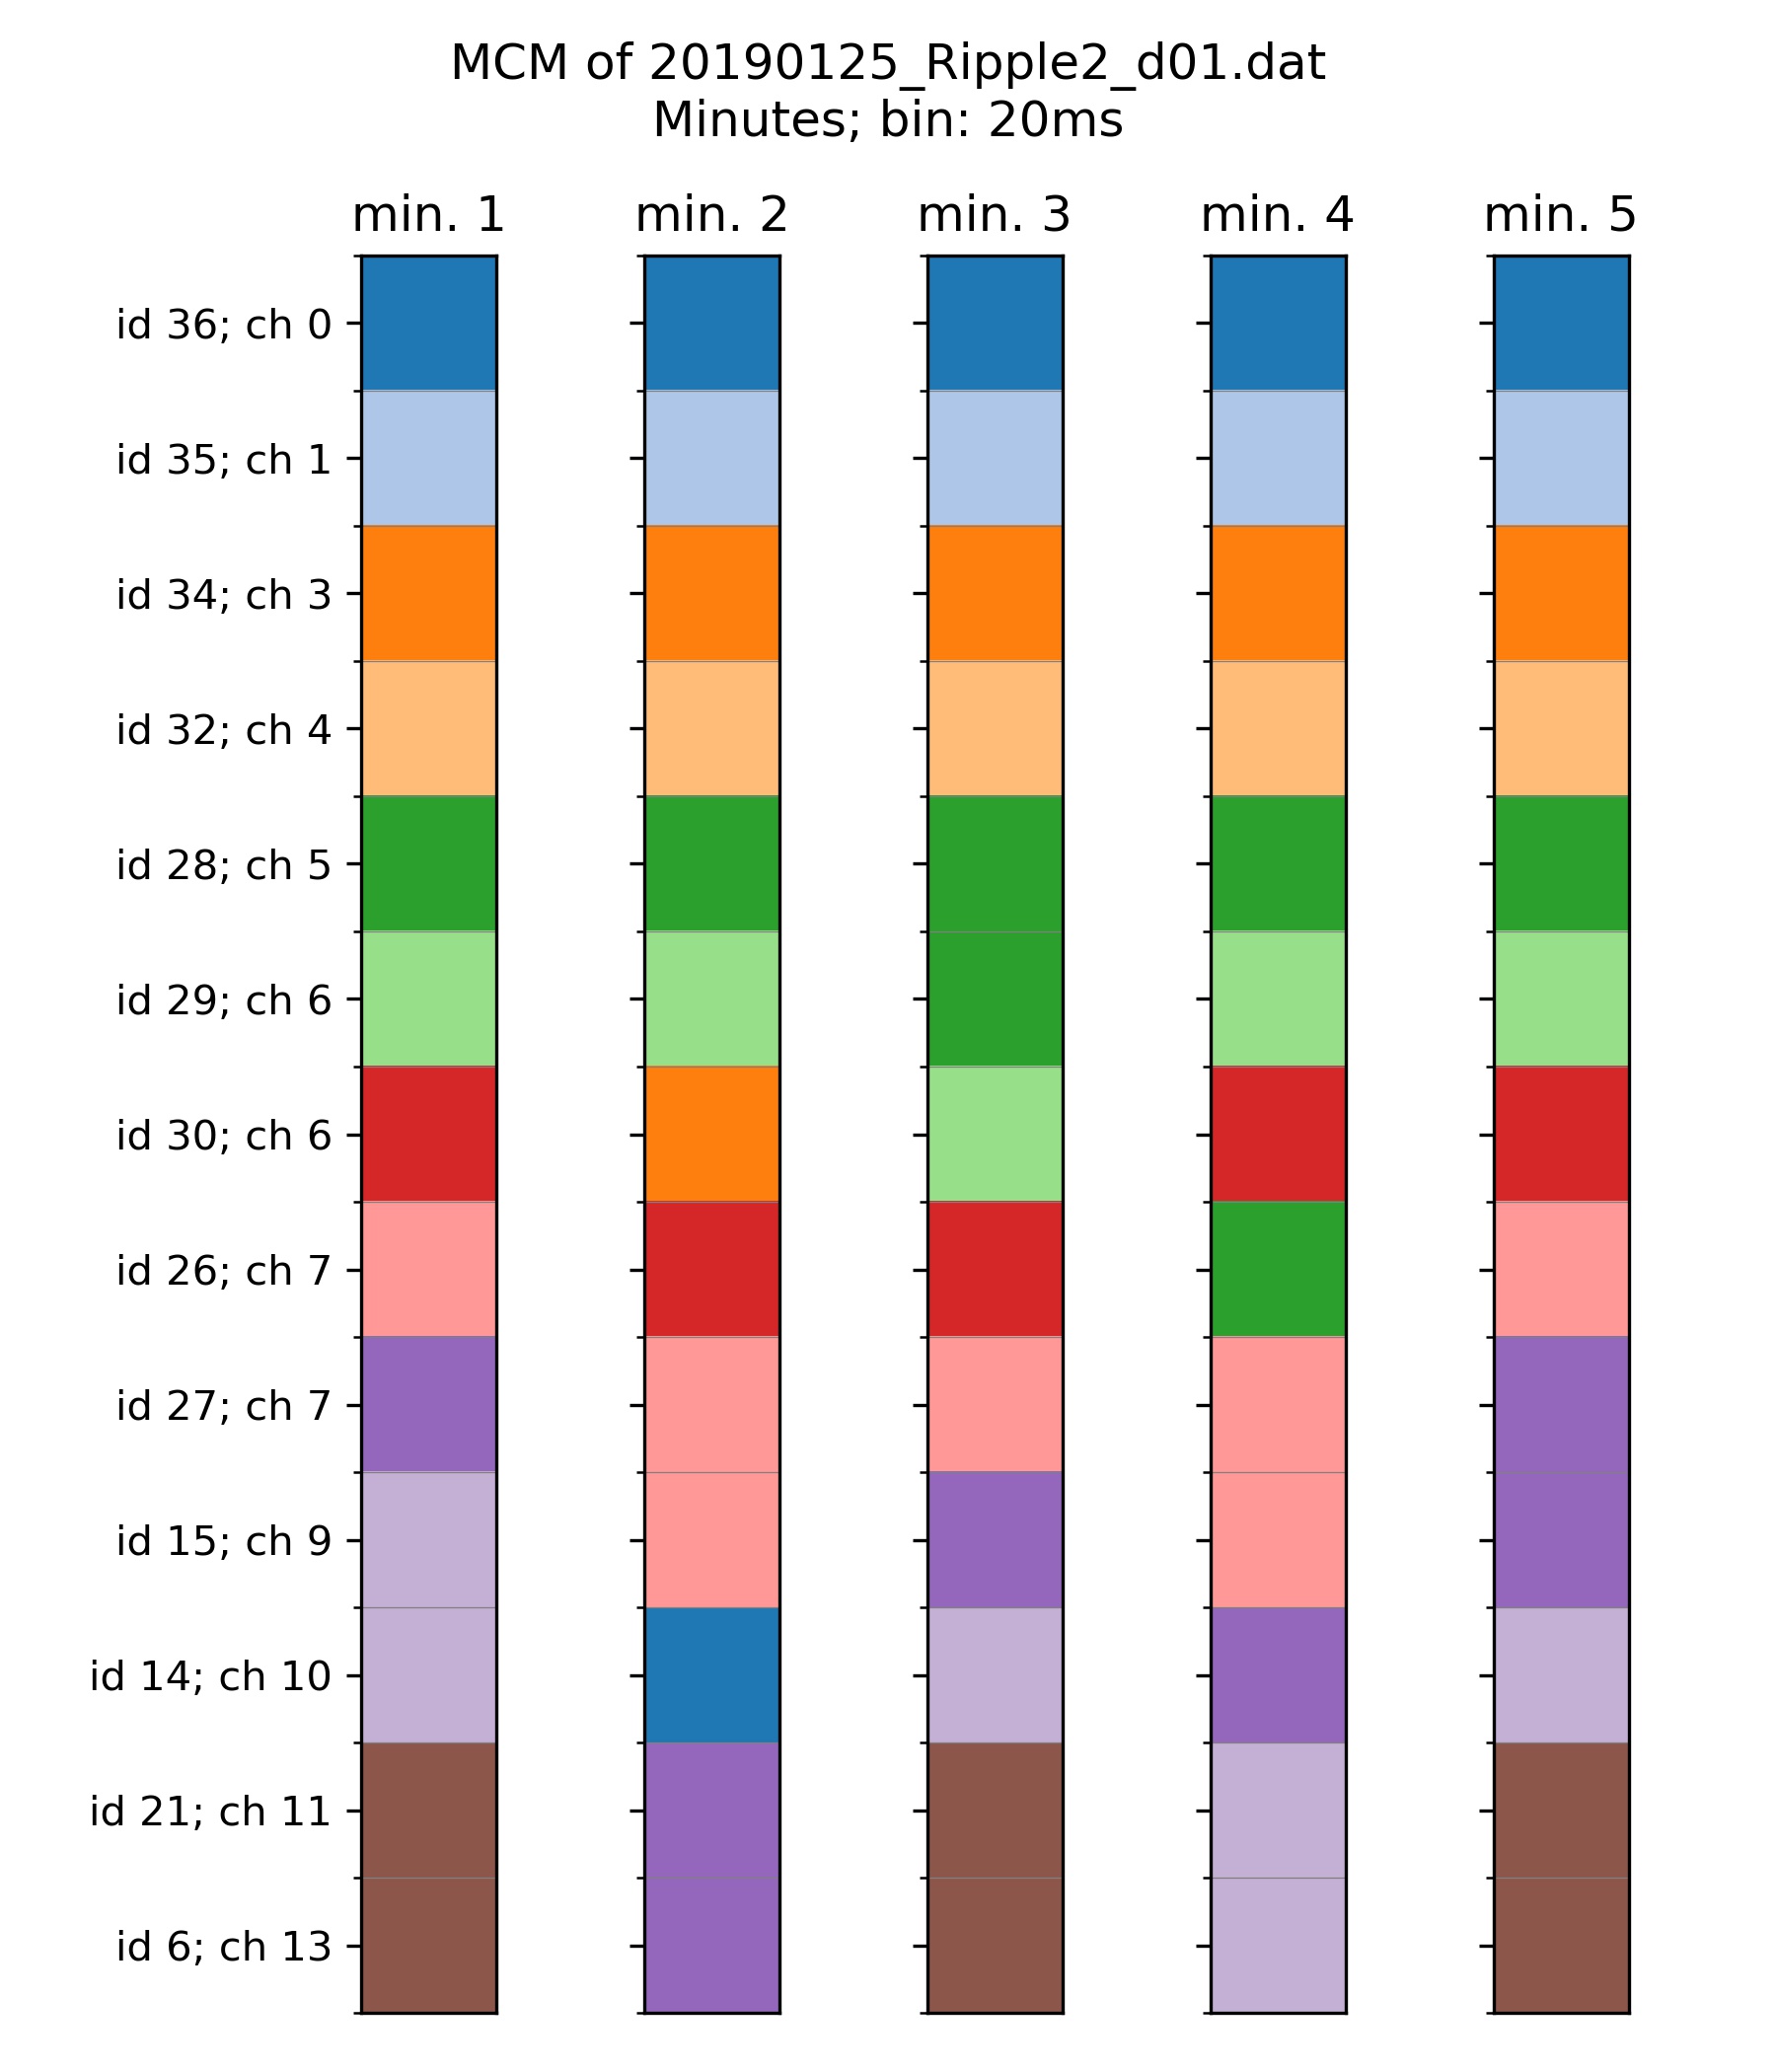 MCM of 20190125_Ripple2_d01.dat
Minutes; bin: 20ms
min. 1 min. 2 min. 3 min. 4 min. 5
id 36; ch 0
id 35; ch 1
id 34; ch 3
id 32; ch 4
id 28; ch 5
id 29; ch 6
id 30; ch 6
id 26; ch 7
id 27; ch 7
id 15; ch 9
id 14; ch 10
id 21; ch 11
id 6; ch 13